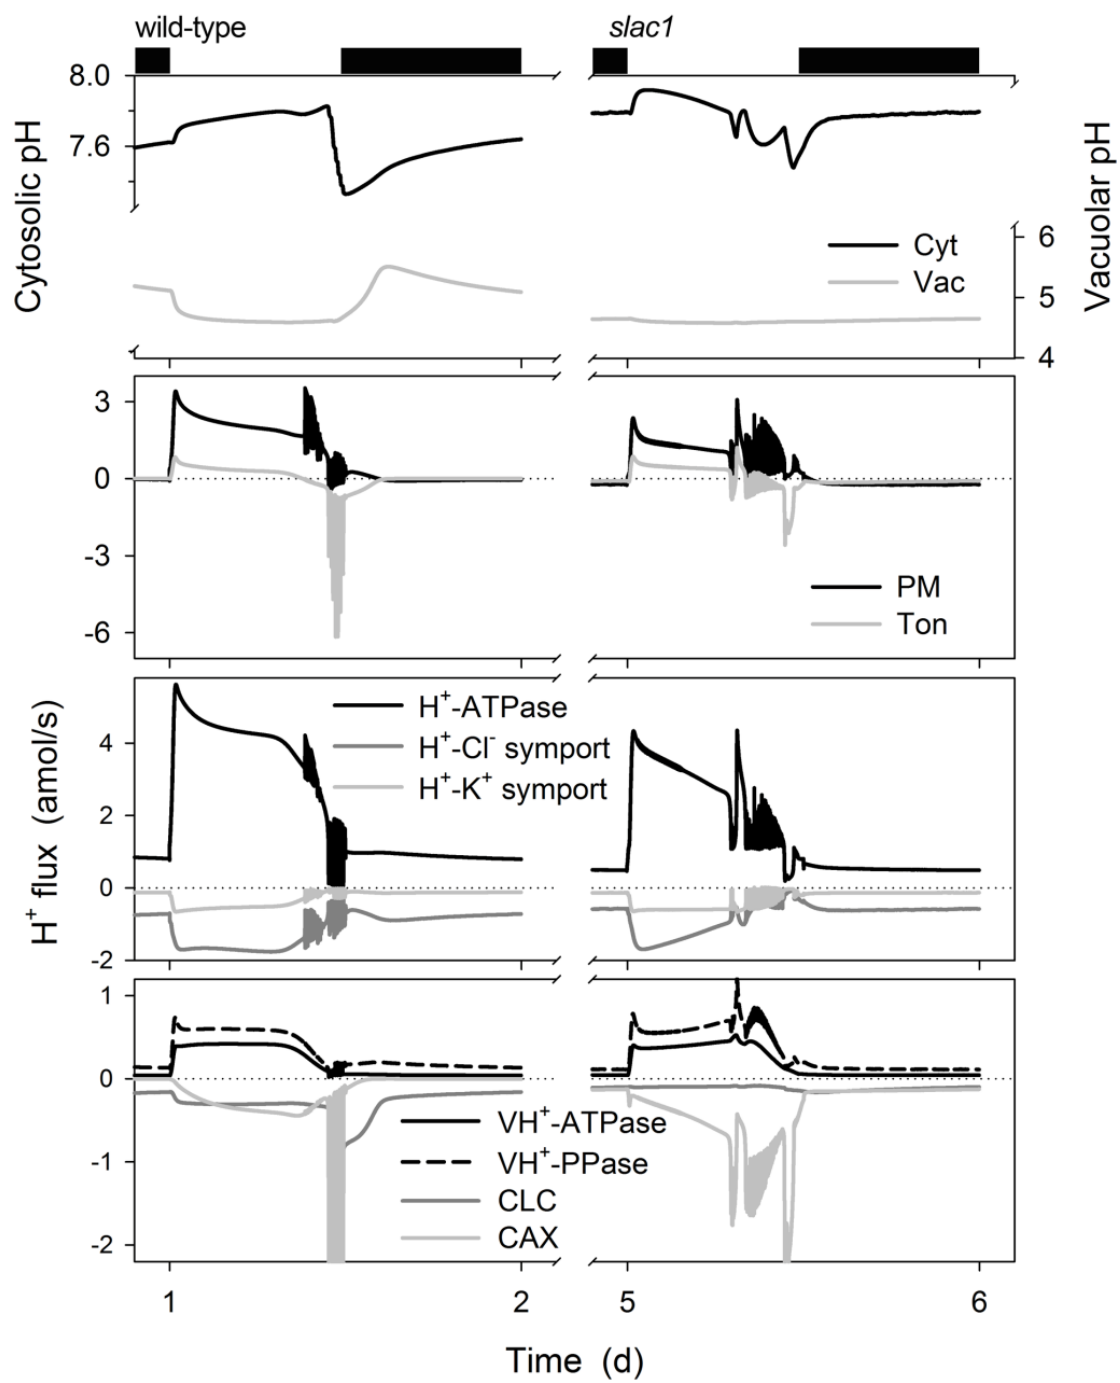 wild-type slac1
8.0
7.6
Cytosolic pH
Vacuolar pH
6
5
4
Cyt
Vac
3
0
-3
-6
PM
Ton
H⁺ flux (amol/s)
4
2
0
-2
H⁺-ATPase
H⁺-Cl⁻ symport
H⁺-K⁺ symport
1
0
-1
-2
VH⁺-ATPase
VH⁺-PPase
CLC
CAX
1 2 5 6
Time (d)